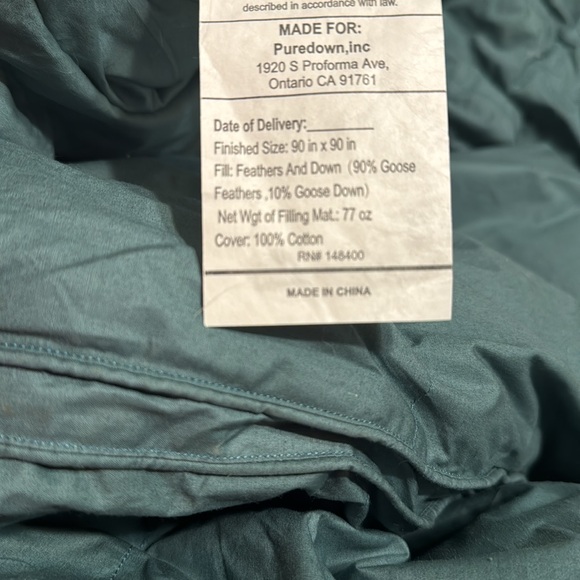 described in accordance with law.
MADE FOR:
Puredown,inc
1920 S Proforma Ave,
Ontario CA 91761
Date of Delivery:________
Finished Size: 90 in x 90 in
Fill: Feathers And Down (90% Goose
Feathers ,10% Goose Down)
Net Wgt of Filling Mat.: 77 oz
Cover: 100% Cotton
RN# 146400
MADE IN CHINA